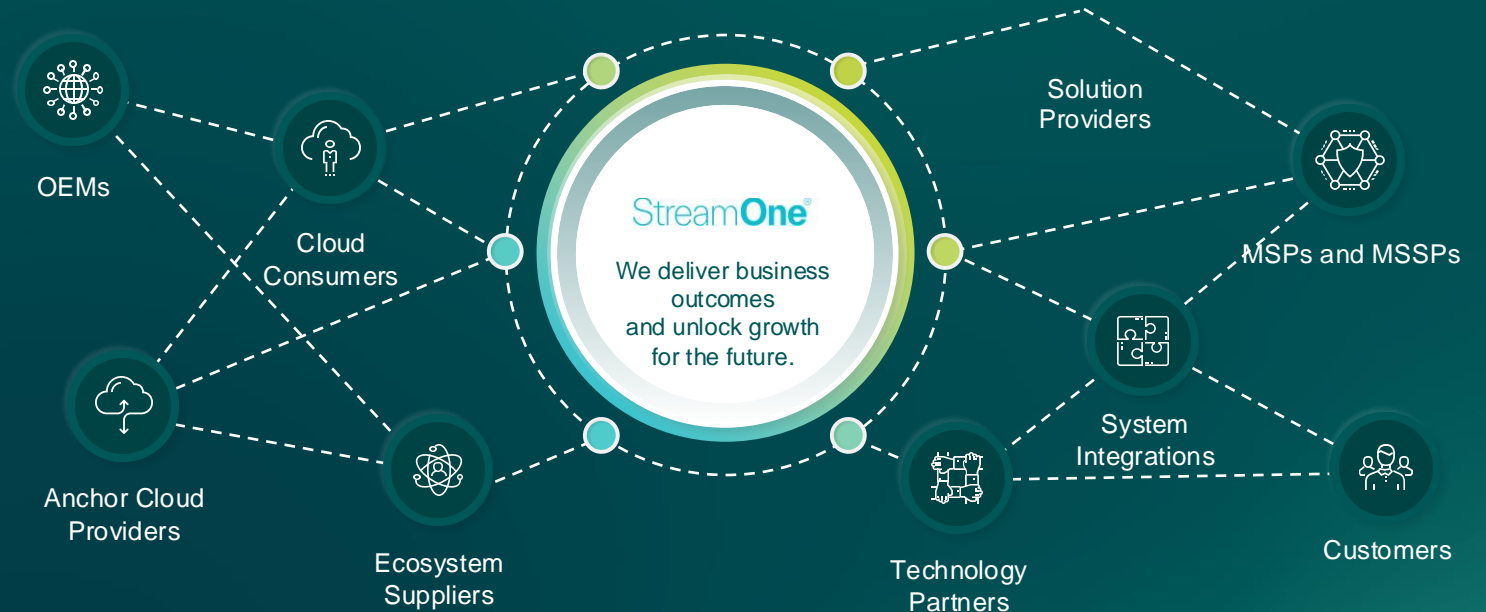 OEMs
Cloud
Consumers
Anchor Cloud
Providers
Ecosystem
Suppliers
StreamOne®
We deliver business
outcomes
and unlock growth
for the future.
Solution
Providers
MSPs and MSSPs
System
Integrations
Technology
Partners
Customers